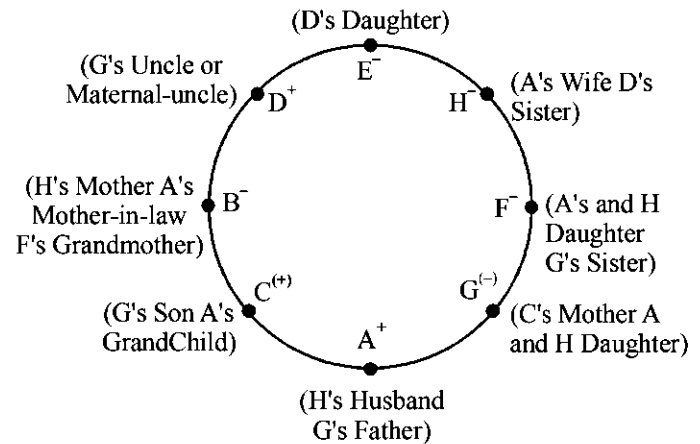 (D's Daughter)
E⁻
(G's Uncle or
Maternal-uncle)
D⁺
H⁻
(A's Wife D's
Sister)
(H's Mother A's
Mother-in-law
F's Grandmother)
B⁻
F⁻
(A's and H
Daughter
G's Sister)
C⁽⁺⁾
(G's Son A's
GrandChild)
G⁽⁻⁾
(C's Mother A
and H Daughter)
A⁺
(H's Husband
G's Father)